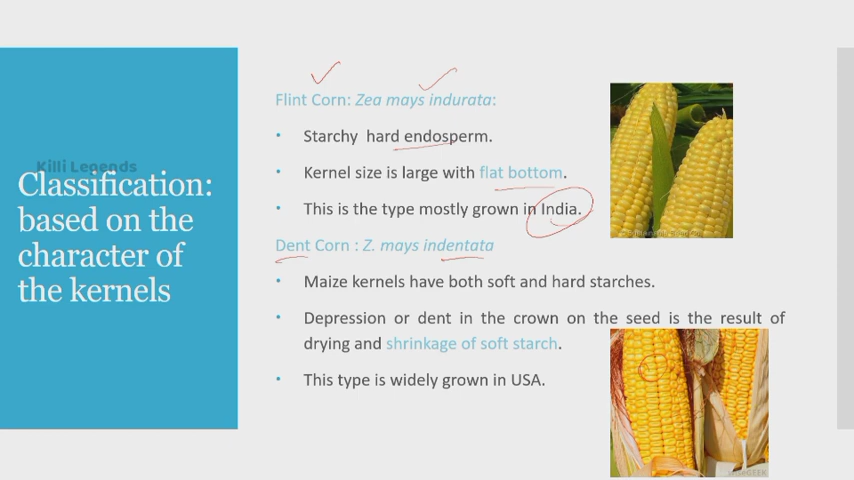 Killi Legends
Classification:
based on the
character of
the kernels
Flint Corn: Zea mays indurata:
• Starchy hard endosperm.
• Kernel size is large with flat bottom.
• This is the type mostly grown in India.
Dent Corn : Z. mays indentata
• Maize kernels have both soft and hard starches.
• Depression or dent in the crown on the seed is the result of
drying and shrinkage of soft starch.
• This type is widely grown in USA.